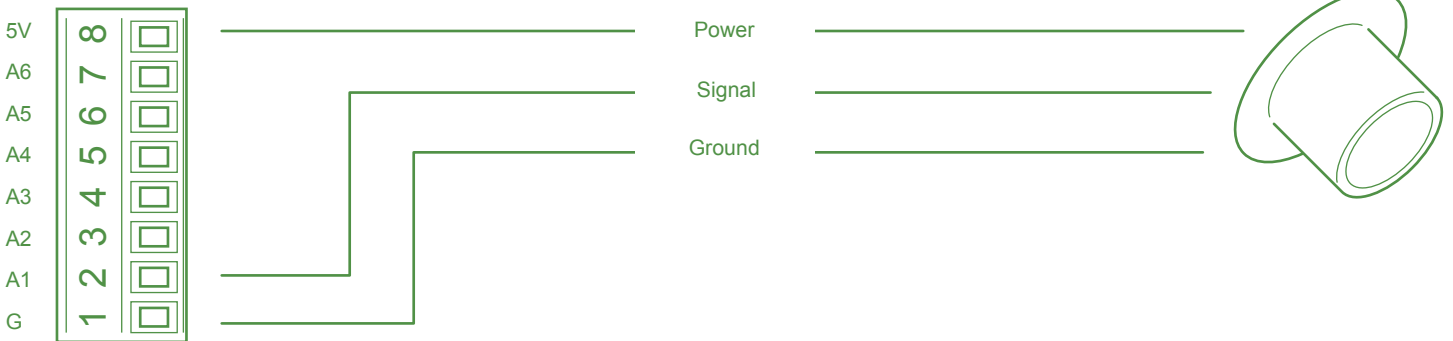 5V 8 Power
A6 7
A5 6 Signal
A4 5 Ground
A3 4
A2 3
A1 2
G 1